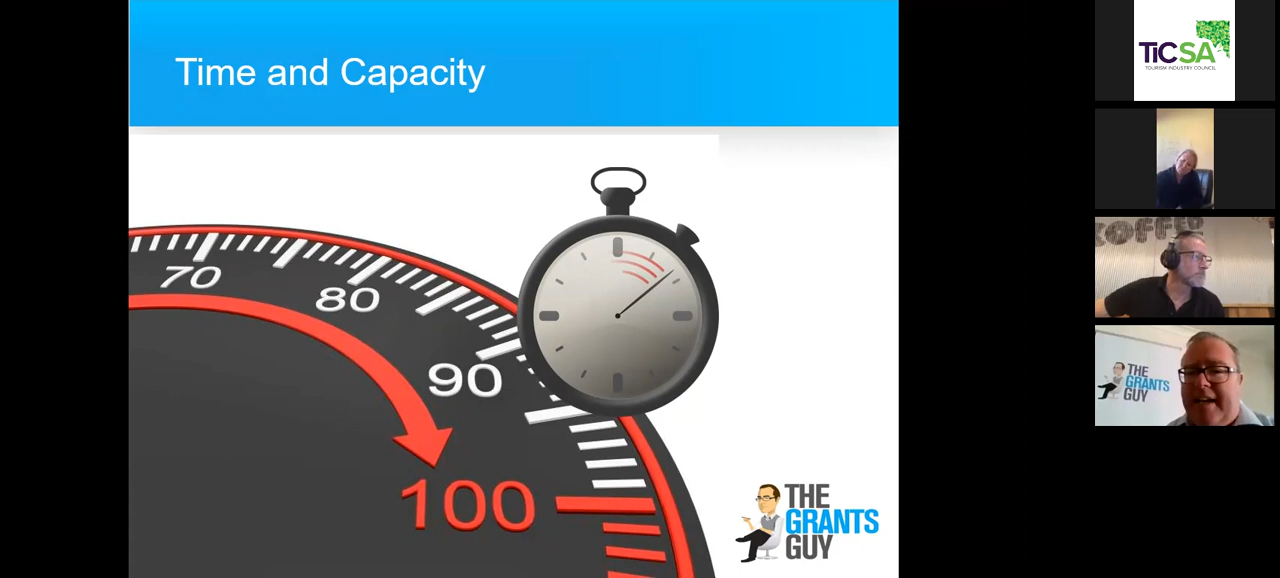 Time and Capacity
70
80
90
100
THE
GRANTS
GUY
TiCSA
TOURISM INDUSTRY COUNCIL
COFFEE
THE
GRANTS
GUY